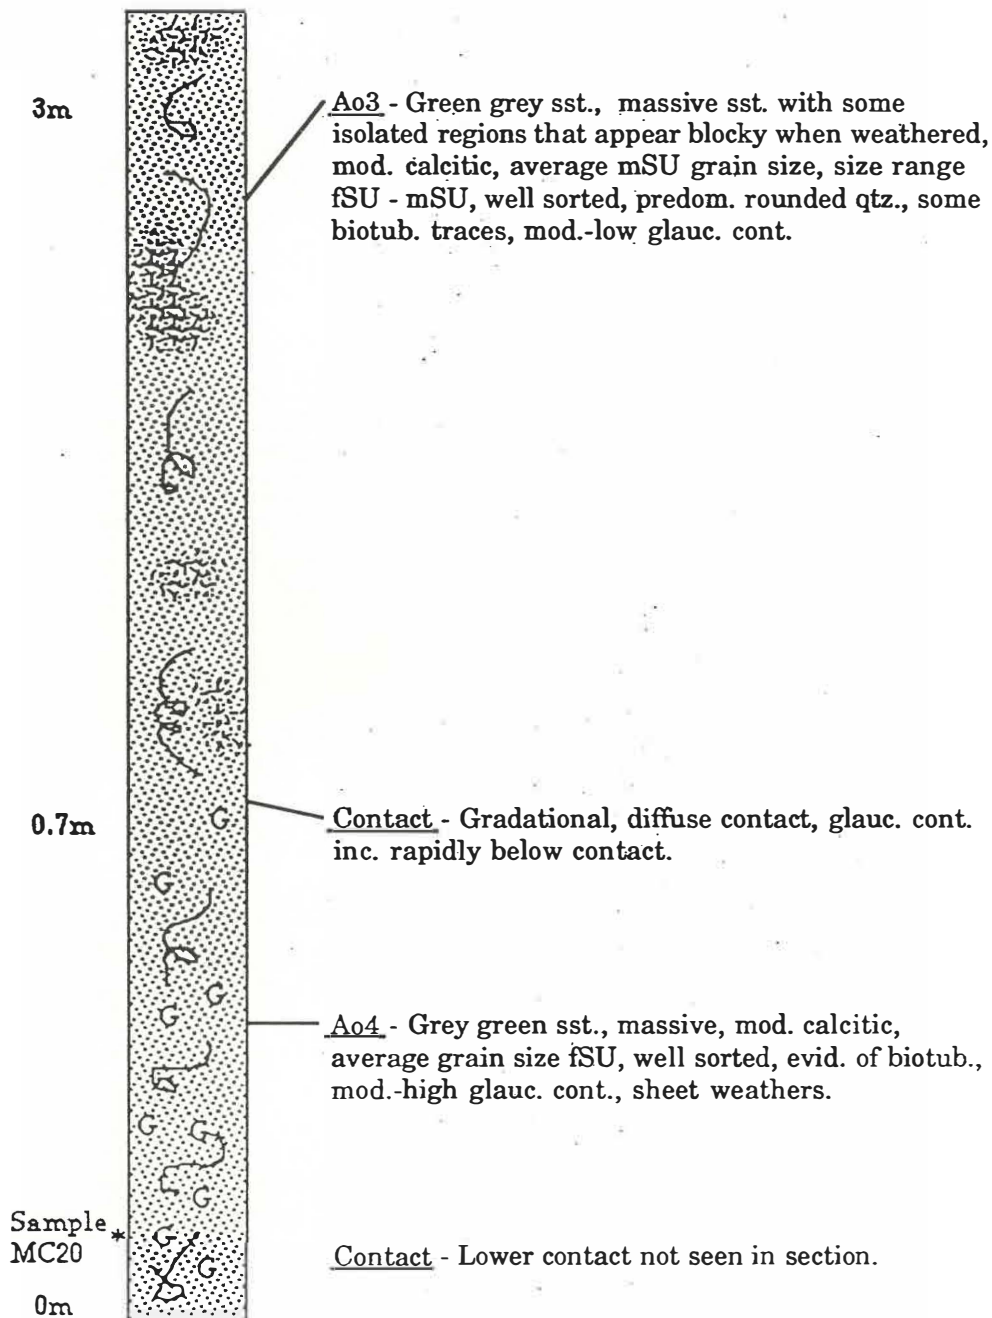 3m
Ao3 - Green grey sst., massive sst. with some
isolated regions that appear blocky when weathered,
mod. calcitic, average mSU grain size, size range
fSU - mSU, well sorted, predom. rounded qtz., some
biotub. traces, mod.-low glauc. cont.
0.7m
G
Contact - Gradational, diffuse contact, glauc. cont.
inc. rapidly below contact.
G
G
G
Ao4 - Grey green sst., massive, mod. calcitic,
average grain size fSU, well sorted, evid. of biotub.,
mod.-high glauc. cont., sheet weathers.
G
G
G
Sample
MC20 *
G
G
Contact - Lower contact not seen in section.
0m